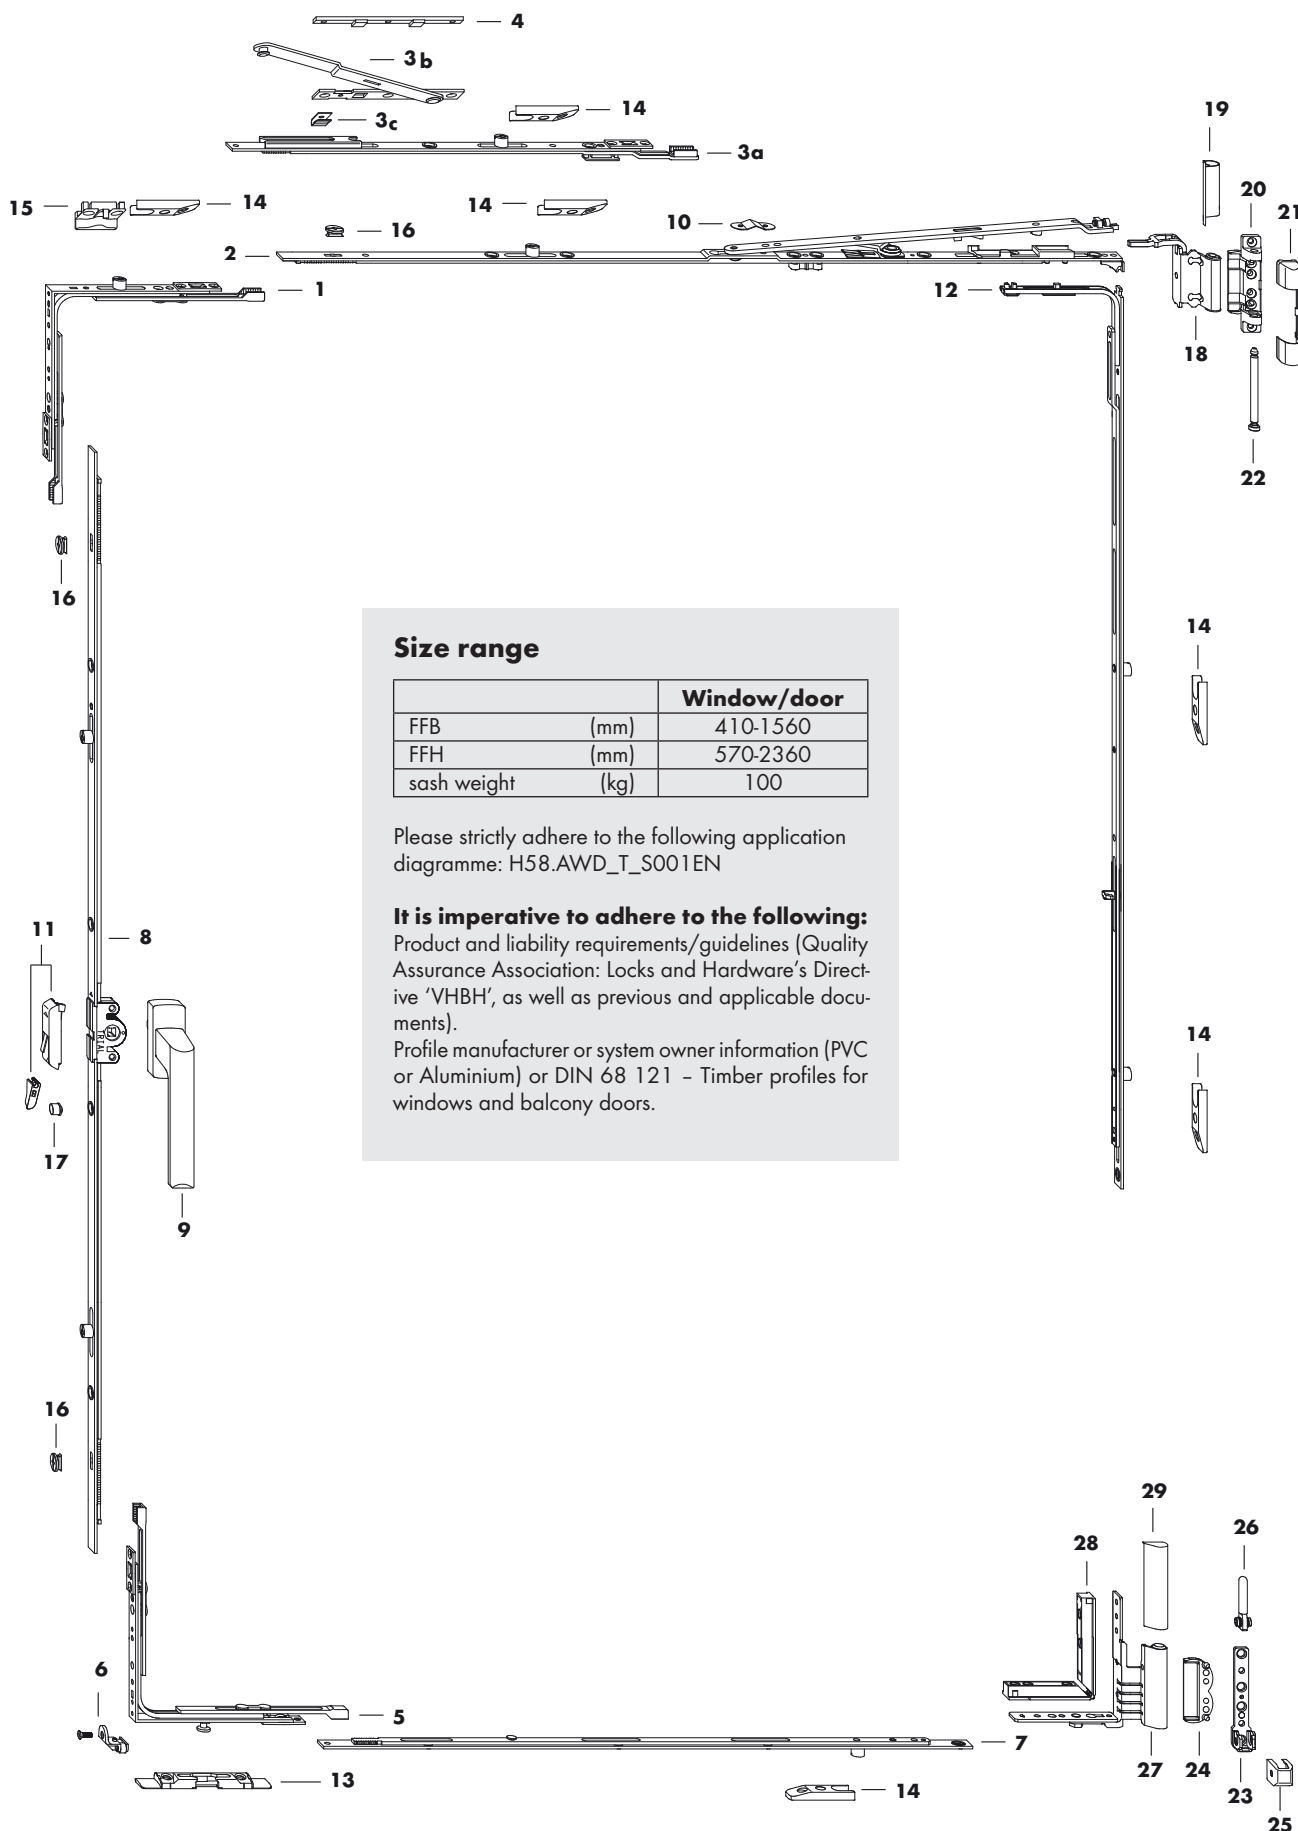 4
3b
14
3c
3a
19
15
14
14
10
20
21
16
2
1
12
18
22
16
14
Size range
Window/door
FFB (mm) 410-1560
FFH (mm) 570-2360
sash weight (kg) 100
Please strictly adhere to the following application
diagramme: H58.AWD_T_S001EN
It is imperative to adhere to the following:
Product and liability requirements/guidelines (Quality
Assurance Association: Locks and Hardware's Direct-
ive 'VHBH', as well as previous and applicable docu-
ments).
Profile manufacturer or system owner information (PVC
or Aluminium) or DIN 68 121 – Timber profiles for
windows and balcony doors.
11
8
14
17
9
16
29
28
26
6
5
7
13
14
27
24
23
25